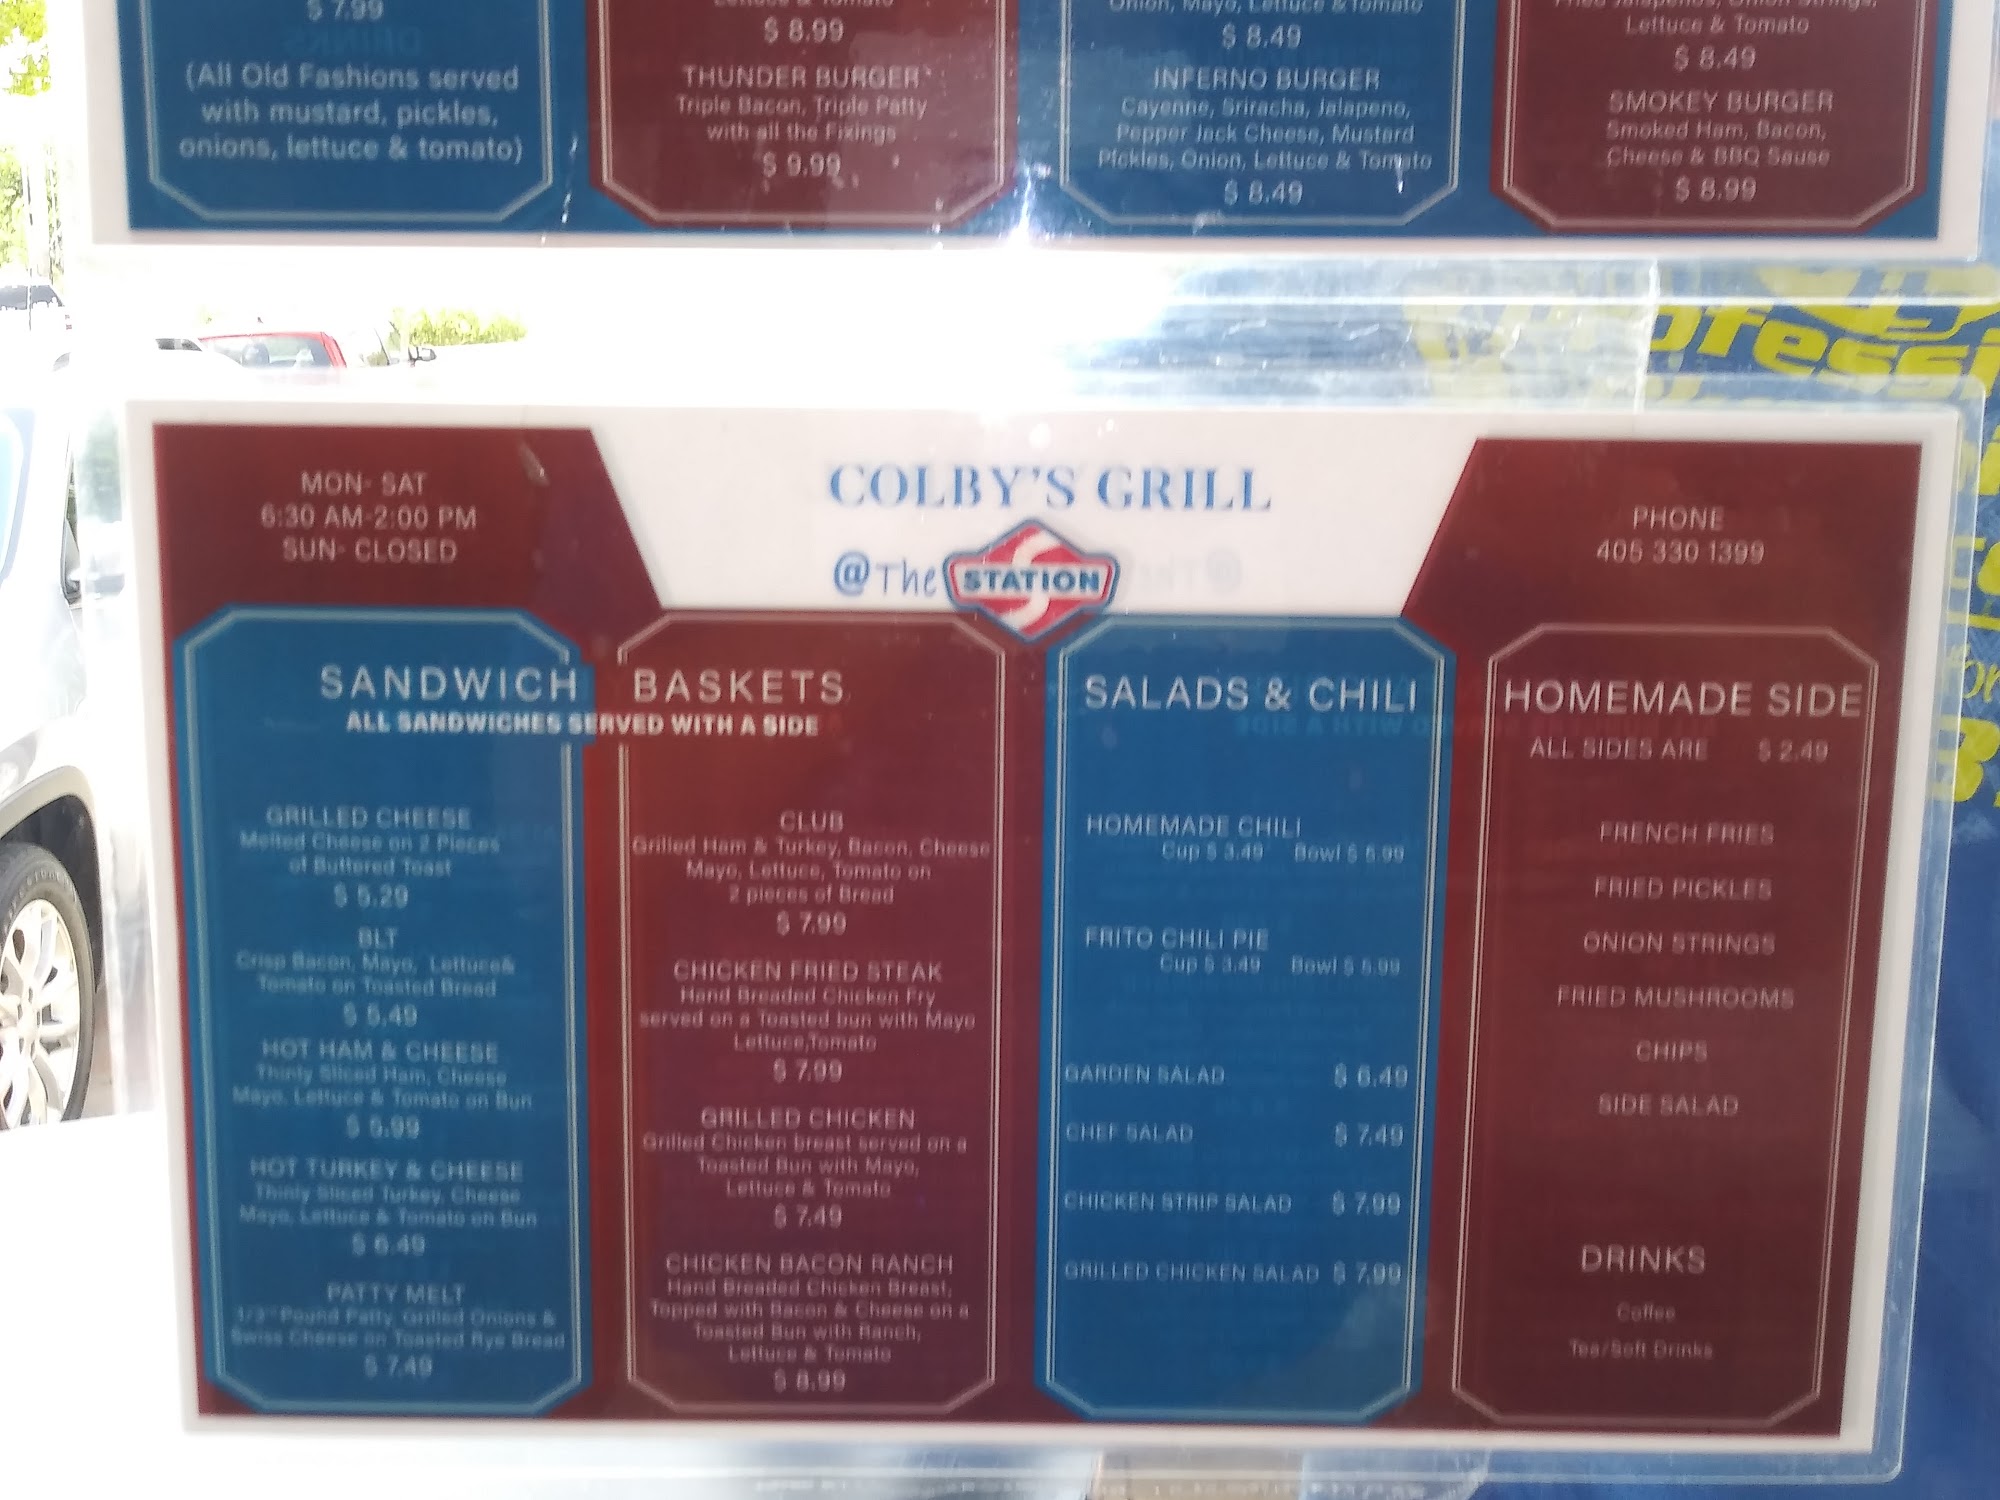 $ 7.99
(All Old Fashions served
with mustard, pickles,
onions, lettuce & tomato)
Lettuce & Tomato
$ 8.99
THUNDER BURGER
Triple Bacon, Triple Patty
with all the Fixings
$ 9.99
Onion, Mayo, Lettuce & Tomato
$ 8.49
INFERNO BURGER
Cayenne, Sriracha, Jalapeno,
Pepper Jack Cheese, Mustard
Pickles, Onion, Lettuce & Tomato
$ 8.49
Fried Jalapenos, Onion Strings,
Lettuce & Tomato
$ 8.49
SMOKEY BURGER
Smoked Ham, Bacon,
Cheese & BBQ Sause
$ 8.99
MON- SAT
6:30 AM-2:00 PM
SUN- CLOSED
COLBY'S GRILL
@The STATION
PHONE
405 330 1399
SANDWICH BASKETS
ALL SANDWICHES SERVED WITH A SIDE
GRILLED CHEESE
Melted Cheese on 2 Pieces
of Buttered Toast
$ 5.29
BLT
Crisp Bacon, Mayo, Lettuce&
Tomato on Toasted Bread
$ 5.49
HOT HAM & CHEESE
Thinly Sliced Ham, Cheese
Mayo, Lettuce & Tomato on Bun
$ 5.99
HOT TURKEY & CHEESE
Thinly Sliced Turkey, Cheese
Mayo, Lettuce & Tomato on Bun
$ 6.49
PATTY MELT
1/3rd Pound Patty, Grilled Onions &
Swiss Cheese on Toasted Rye Bread
$ 7.49
CLUB
Grilled Ham & Turkey, Bacon, Cheese
Mayo, Lettuce, Tomato on
2 pieces of Bread
$ 7.99
CHICKEN FRIED STEAK
Hand Breaded Chicken Fry
served on a Toasted bun with Mayo
Lettuce,Tomato
$ 7.99
GRILLED CHICKEN
Grilled Chicken breast served on a
Toasted Bun with Mayo,
Lettuce & Tomato
$ 7.49
CHICKEN BACON RANCH
Hand Breaded Chicken Breast,
Topped with Bacon & Cheese on a
Toasted Bun with Ranch,
Lettuce & Tomato
$ 8.99
SALADS & CHILI
HOMEMADE CHILI
Cup $ 3.49 Bowl $ 5.99
FRITO CHILI PIE
Cup $ 3.49 Bowl $ 5.99
GARDEN SALAD $ 6.49
CHEF SALAD $ 7.49
CHICKEN STRIP SALAD $ 7.99
GRILLED CHICKEN SALAD $ 7.99
HOMEMADE SIDE
ALL SIDES ARE $ 2.49
FRENCH FRIES
FRIED PICKLES
ONION STRINGS
FRIED MUSHROOMS
CHIPS
SIDE SALAD
DRINKS
Coffee
Tea/Soft Drinks